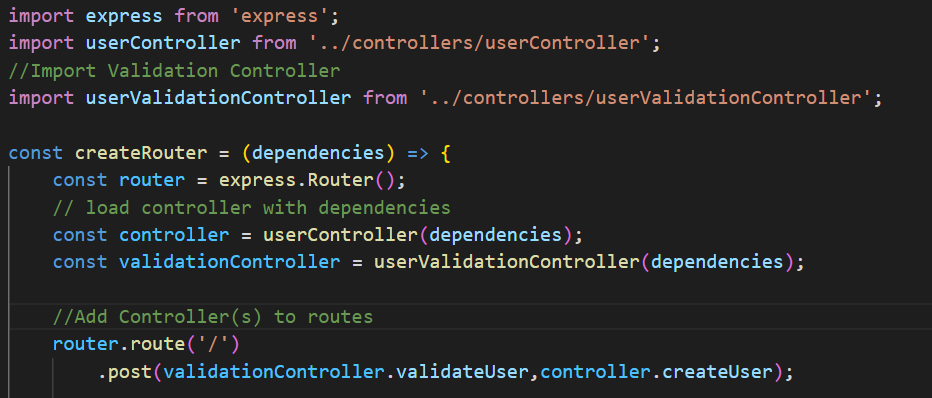 import express from 'express';
import userController from '../controllers/userController';
//Import Validation Controller
import userValidationController from '../controllers/userValidationController';
const createRouter = (dependencies) => {
const router = express.Router();
// load controller with dependencies
const controller = userController(dependencies);
const validationController = userValidationController(dependencies);
//Add Controller(s) to routes
router.route('/')
.post(validationController.validateUser,controller.createUser);